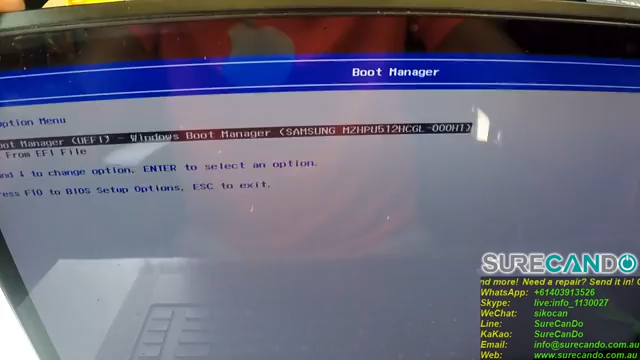 Boot Manager
ption Menu
oot Manager (UEFI) - Windows Boot Manager (SAMSUNG MZHPU512HCGL-000H1)
From EFI File
nd ↓ to change option, ENTER to select an option.
ress F10 to BIOS Setup Options, ESC to exit.
SURECANDO
nd more! Need a repair? Send it in!
WhatsApp: +61403913526
Skype: live:info_1130027
WeChat: sikocan
Line: SureCanDo
KaKao: SureCanDo
Email: info@surecando.com.au
Web: www.surecando.com.au